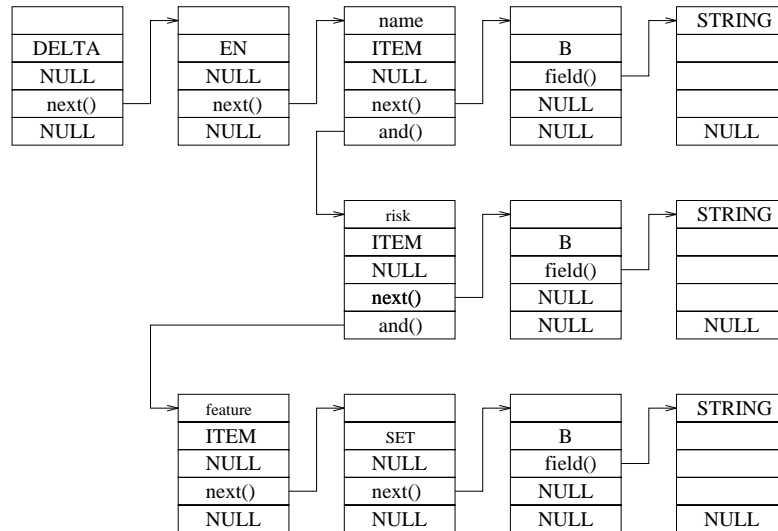 name STRING
DELTA EN ITEM B
NULL NULL NULL field()
next() next() next() NULL
NULL NULL and() NULL NULL
risk STRING
ITEM B
NULL field()
next() NULL
and() NULL NULL
feature STRING
ITEM SET B
NULL NULL field()
next() next() NULL
NULL NULL NULL NULL